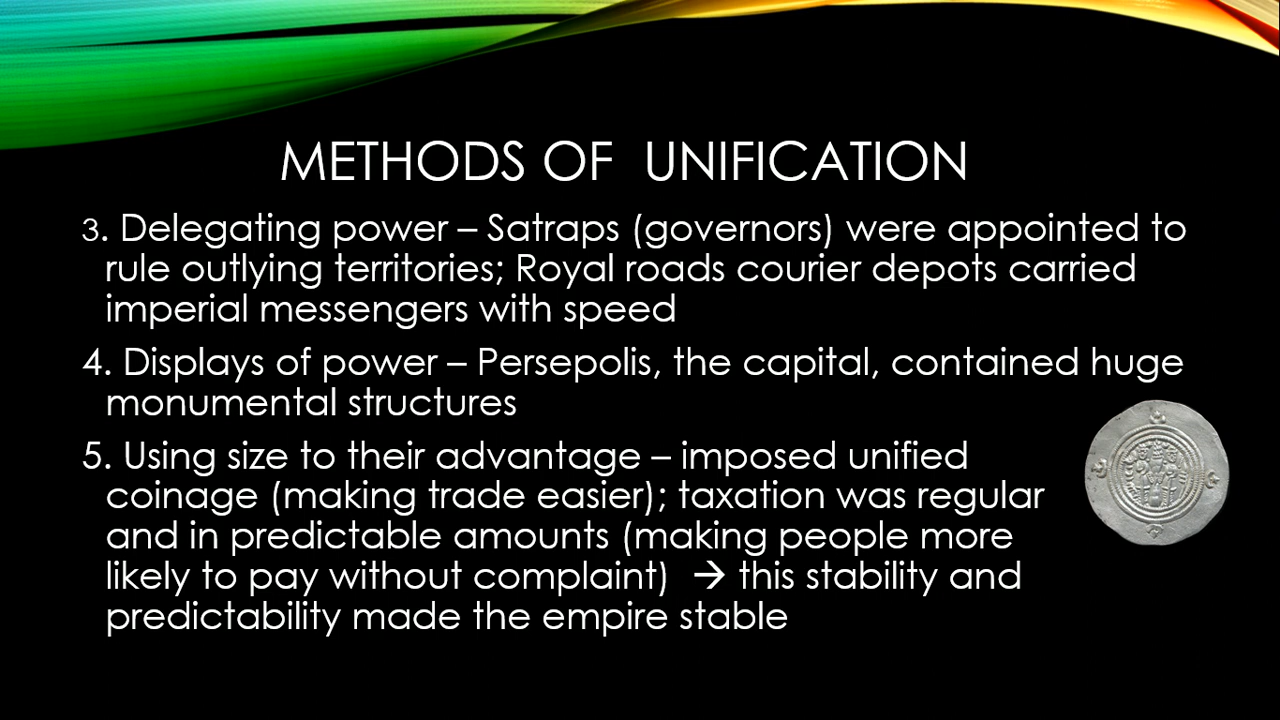 METHODS OF  UNIFICATION
3. Delegating power – Satraps (governors) were appointed to
rule outlying territories; Royal roads courier depots carried
imperial messengers with speed
4. Displays of power – Persepolis, the capital, contained huge
monumental structures
5. Using size to their advantage – imposed unified
coinage (making trade easier); taxation was regular
and in predictable amounts (making people more
likely to pay without complaint)  → this stability and
predictability made the empire stable